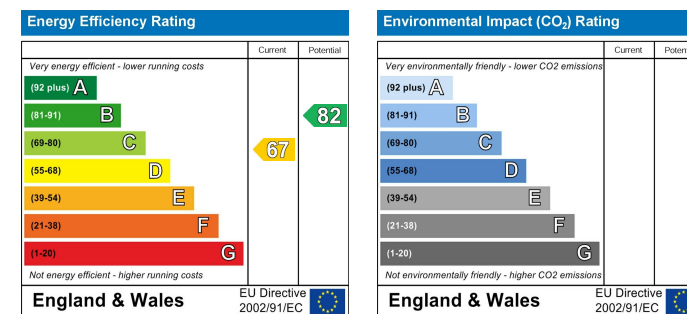 Energy Efficiency Rating
Current Potential
Very energy efficient - lower running costs
(92 plus) A
(81-91) B
82
(69-80) C
67
(55-68) D
(39-54) E
(21-38) F
(1-20) G
Not energy efficient - higher running costs
England & Wales
EU Directive
2002/91/EC
Environmental Impact (CO₂) Rating
Current Poten
Very environmentally friendly - lower CO2 emissions
(92 plus) A
(81-91) B
(69-80) C
(55-68) D
(39-54) E
(21-38) F
(1-20) G
Not environmentally friendly - higher CO2 emissions
England & Wales
EU Directive
2002/91/EC